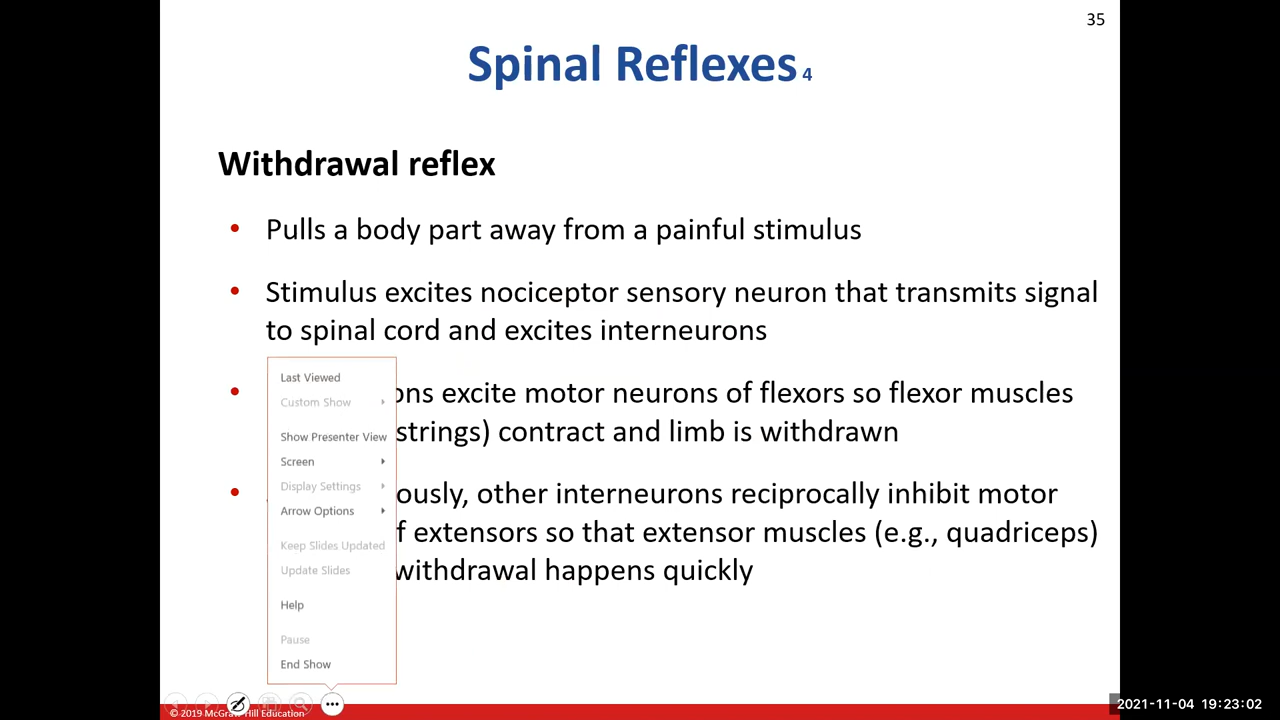 35
Spinal Reflexes 4
Withdrawal reflex
• Pulls a body part away from a painful stimulus
• Stimulus excites nociceptor sensory neuron that transmits signal
to spinal cord and excites interneurons
• ons excite motor neurons of flexors so flexor muscles
strings) contract and limb is withdrawn
• ously, other interneurons reciprocally inhibit motor
f extensors so that extensor muscles (e.g., quadriceps)
withdrawal happens quickly
Last Viewed
Custom Show
Show Presenter View
Screen
Display Settings
Arrow Options
Keep Slides Updated
Update Slides
Help
Pause
End Show
© 2019 McGraw Hill Education
2021-11-04 19:23:02